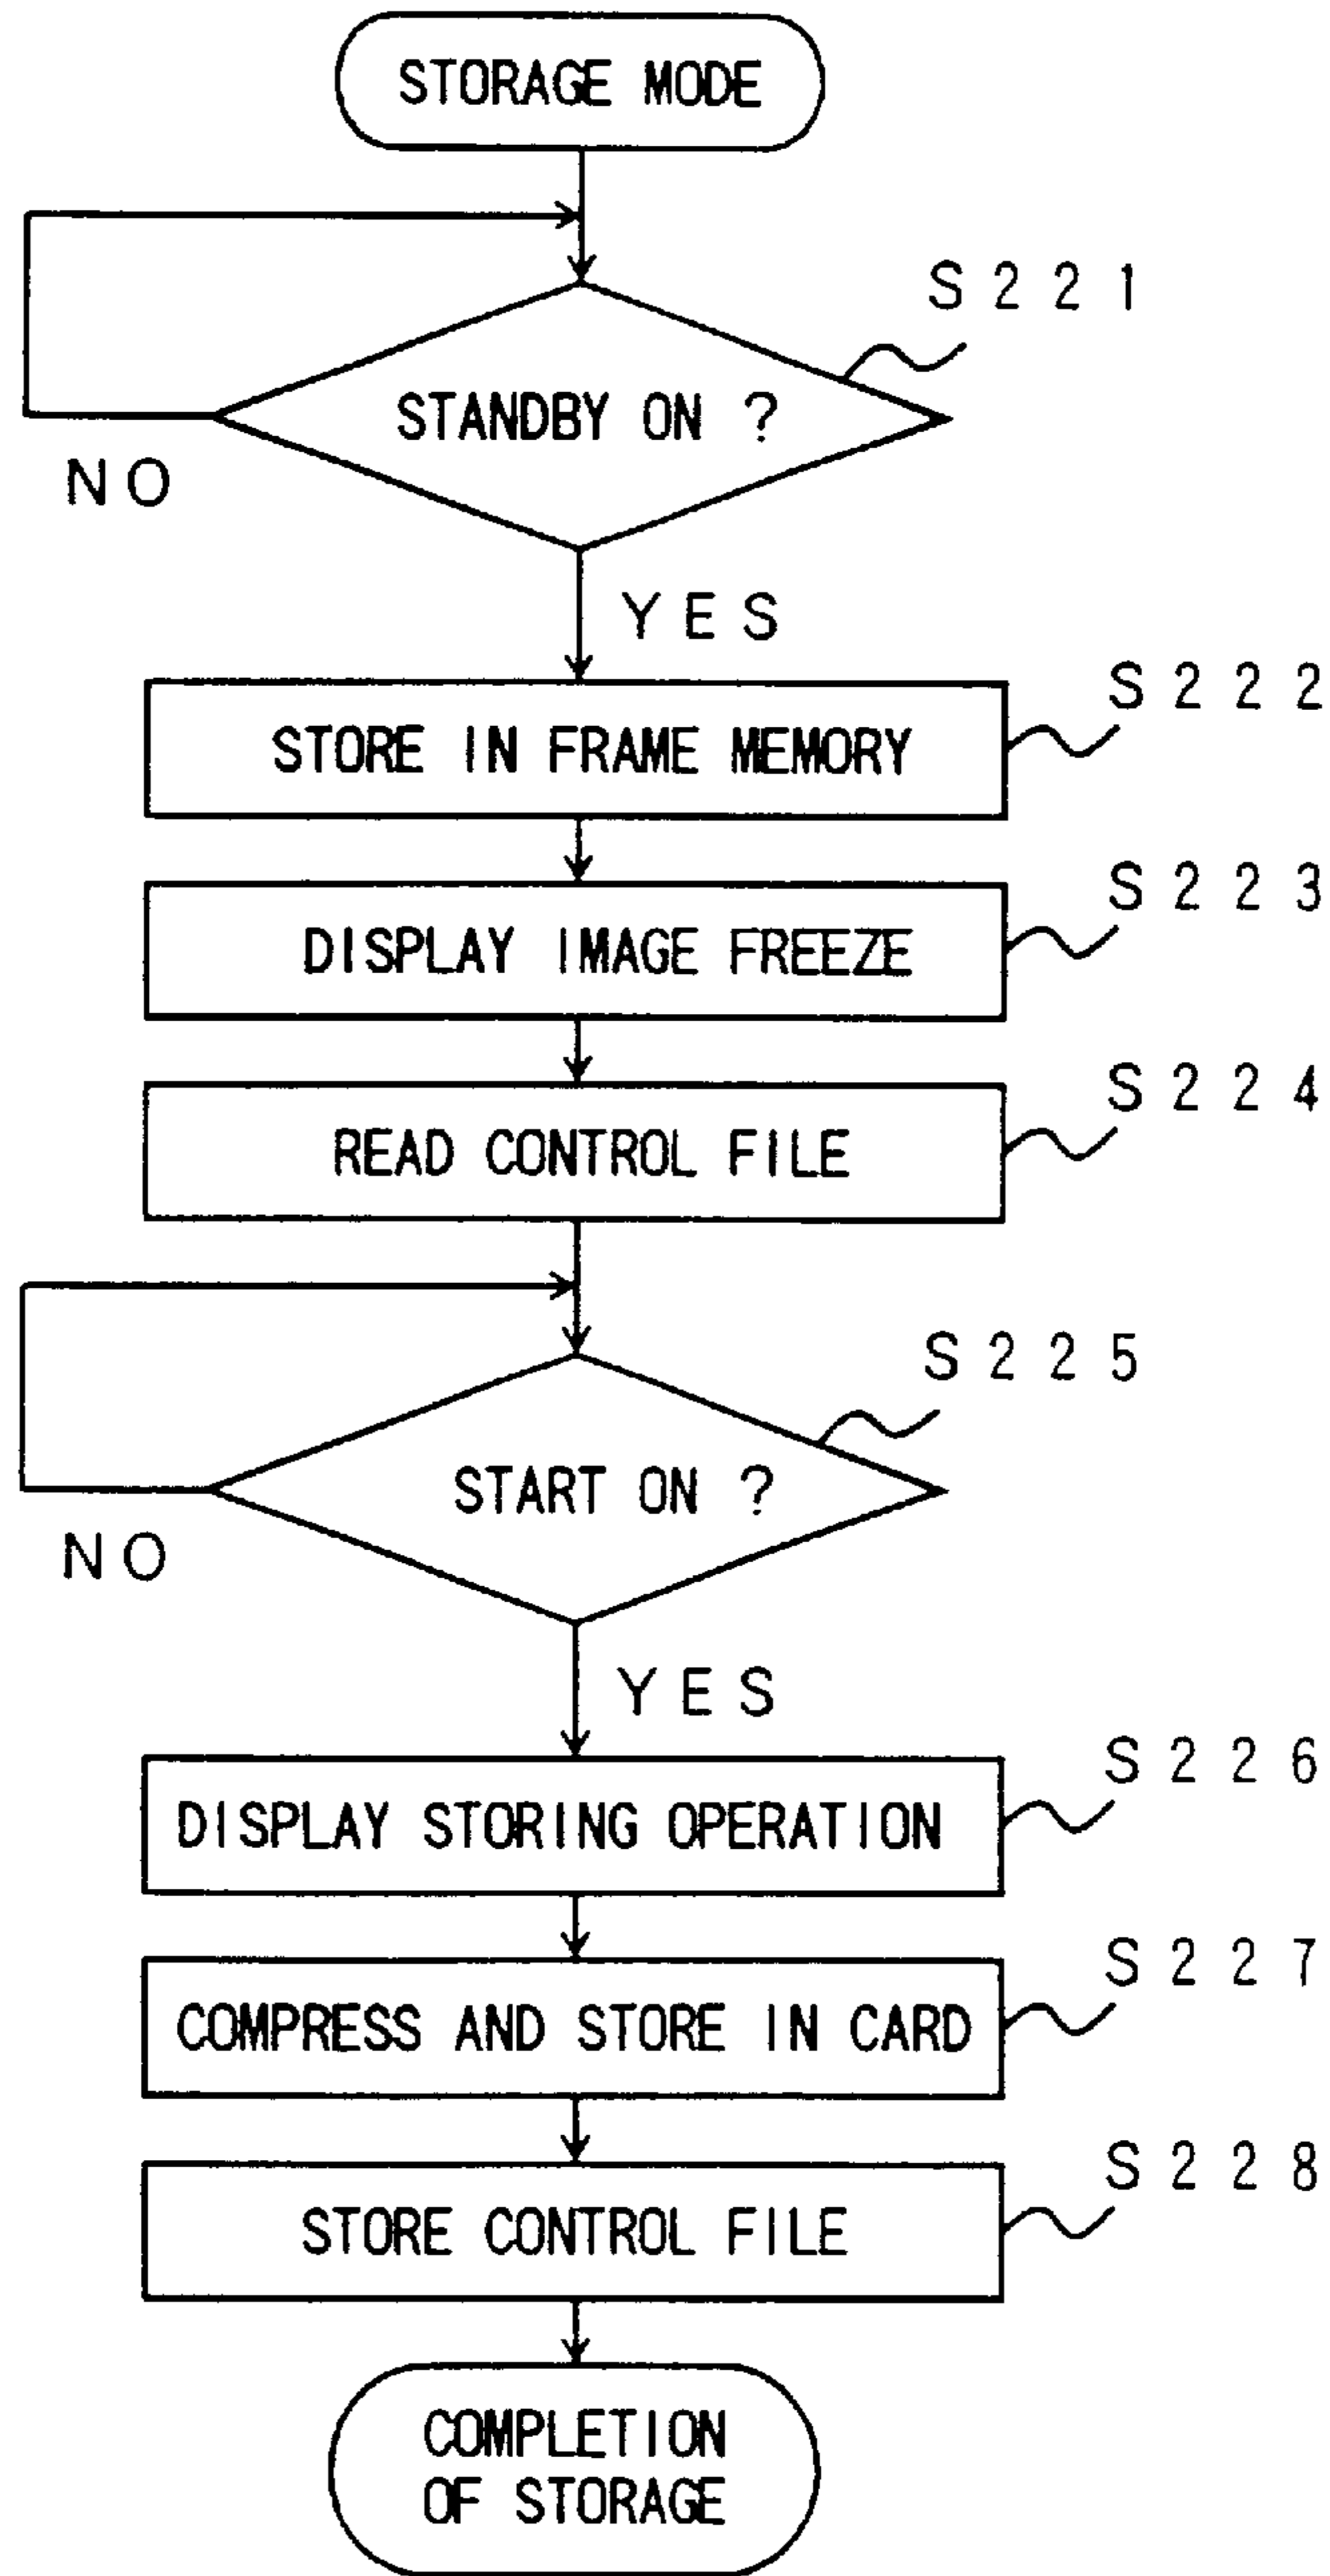 STORAGE MODE
S221
STANDBY ON ?
NO
YES
S222
STORE IN FRAME MEMORY
S223
DISPLAY IMAGE FREEZE
S224
READ CONTROL FILE
S225
START ON ?
NO
YES
S226
DISPLAY STORING OPERATION
S227
COMPRESS AND STORE IN CARD
S228
STORE CONTROL FILE
COMPLETION
OF STORAGE